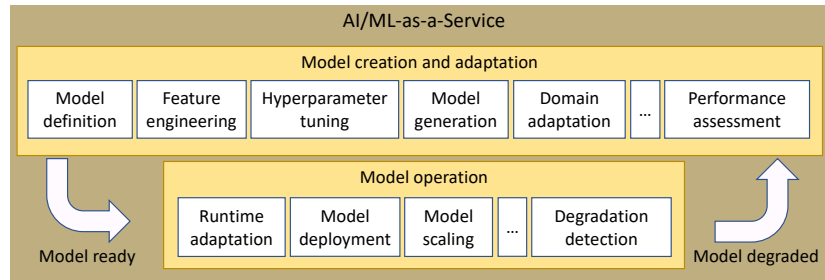 AI/ML-as-a-Service
Model creation and adaptation
Model
definition
Feature
engineering
Hyperparameter
tuning
Model
generation
Domain
adaptation
...
Performance
assessment
Model operation
Runtime
adaptation
Model
deployment
Model
scaling
...
Degradation
detection
Model ready
Model degraded